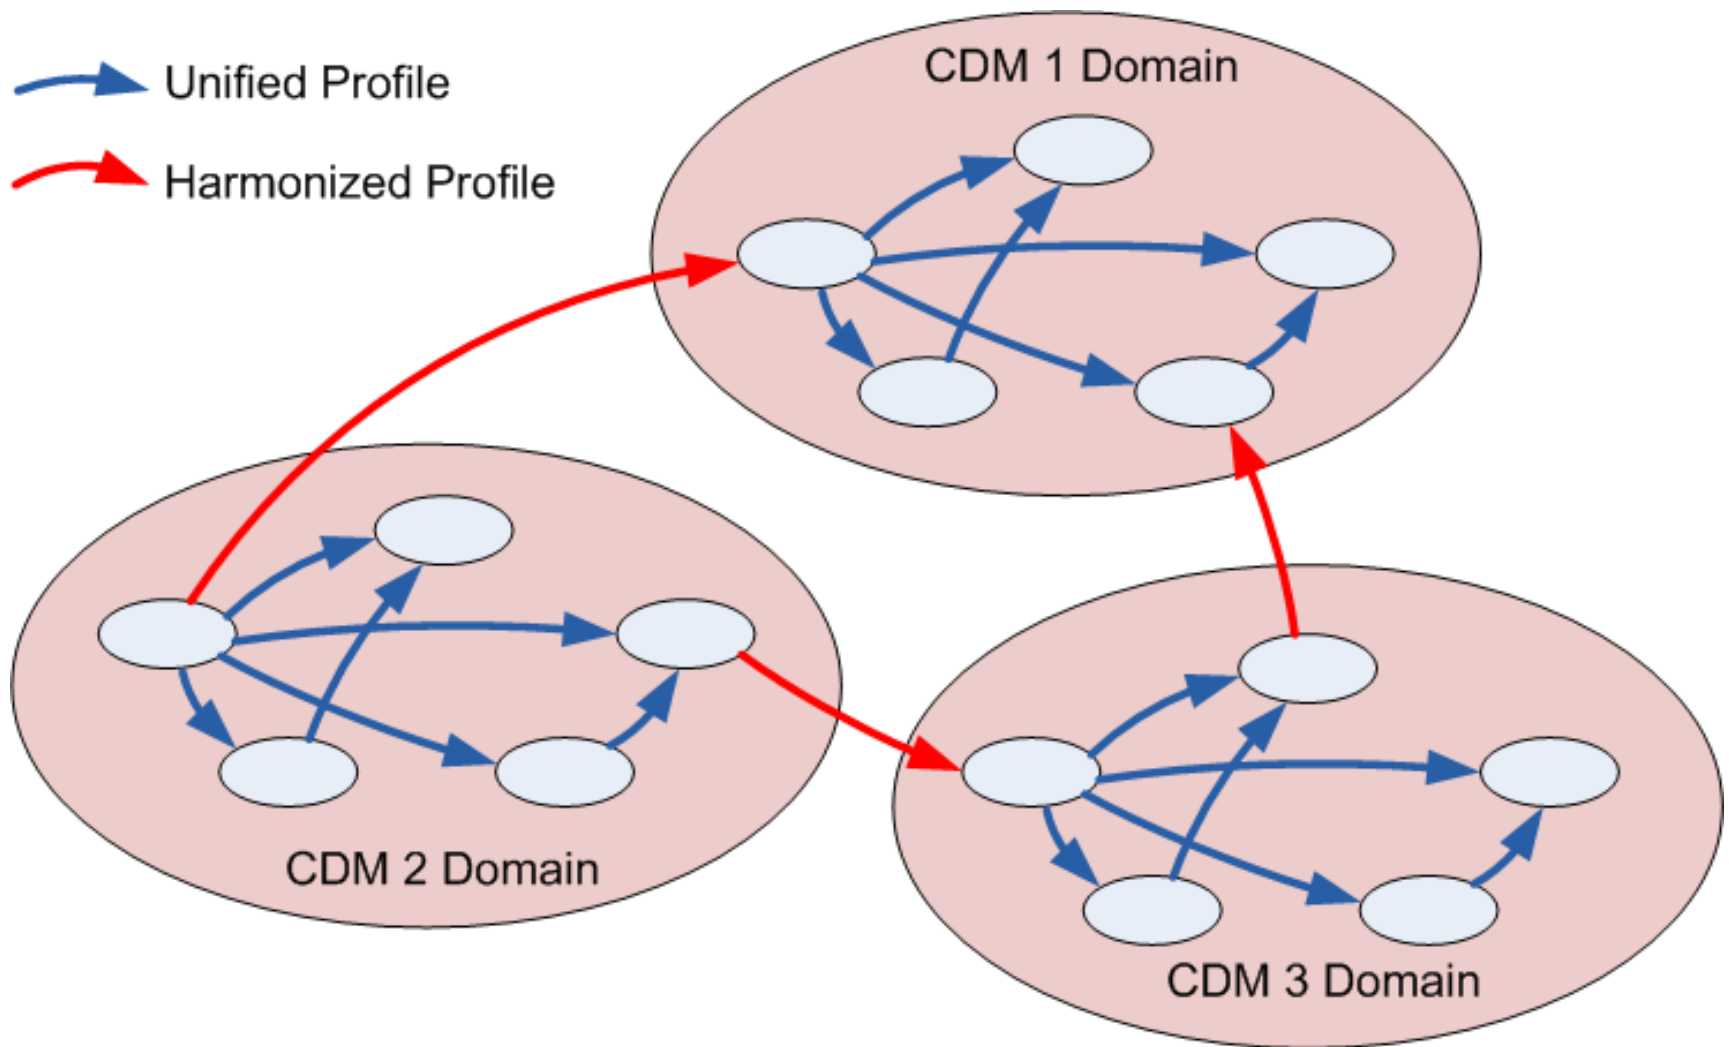 Unified Profile
Harmonized Profile
CDM 1 Domain
CDM 2 Domain
CDM 3 Domain